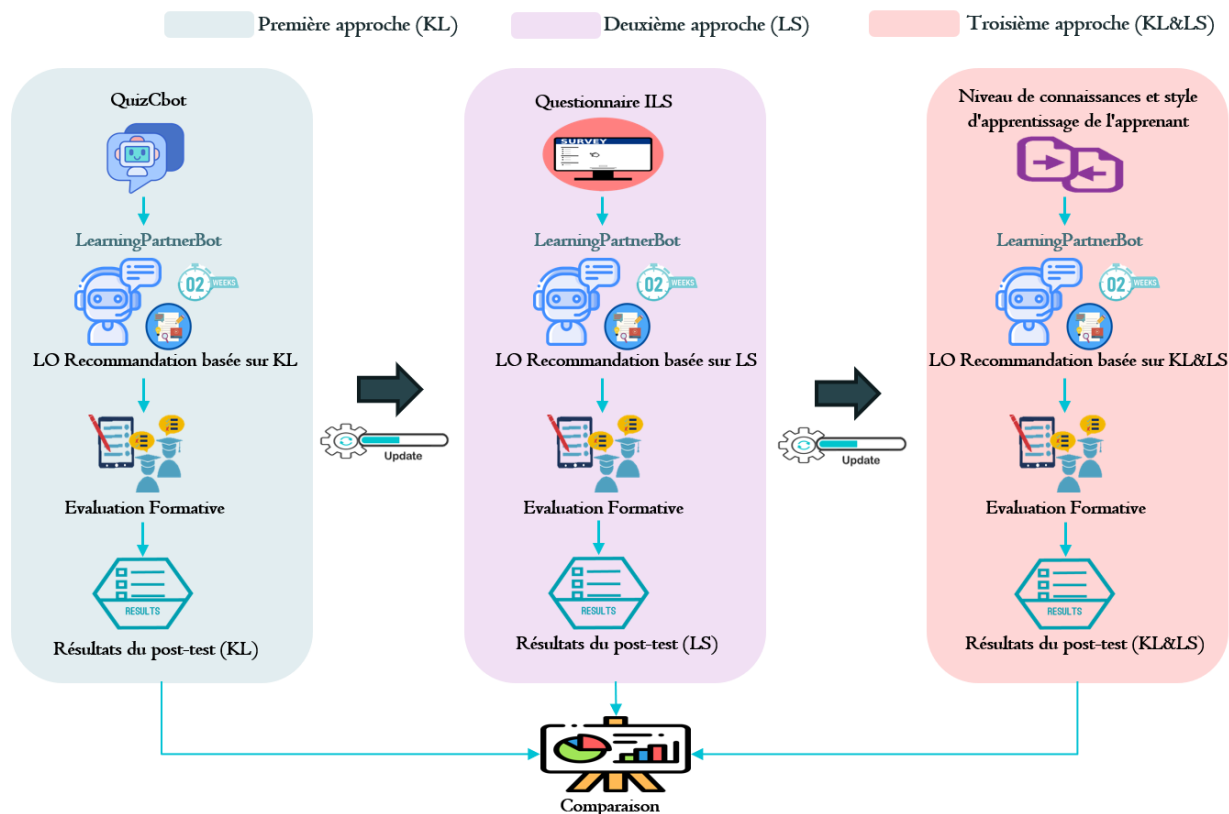 Première approche (KL)
Deuxième approche (LS)
Troisième approche (KL&LS)
QuizCbot
LearningPartnerBot
02
WEEKS
LO Recommandation basée sur KL
Evaluation Formative
RESULTS
Résultats du post-test (KL)
Update
Questionnaire ILS
SURVEY
LearningPartnerBot
02
WEEKS
LO Recommandation basée sur LS
Evaluation Formative
RESULTS
Résultats du post-test (LS)
Update
Niveau de connaissances et style
d'apprentissage de l'apprenant
LearningPartnerBot
02
WEEKS
LO Recommandation basée sur KL&LS
Evaluation Formative
RESULTS
Résultats du post-test (KL&LS)
Comparaison